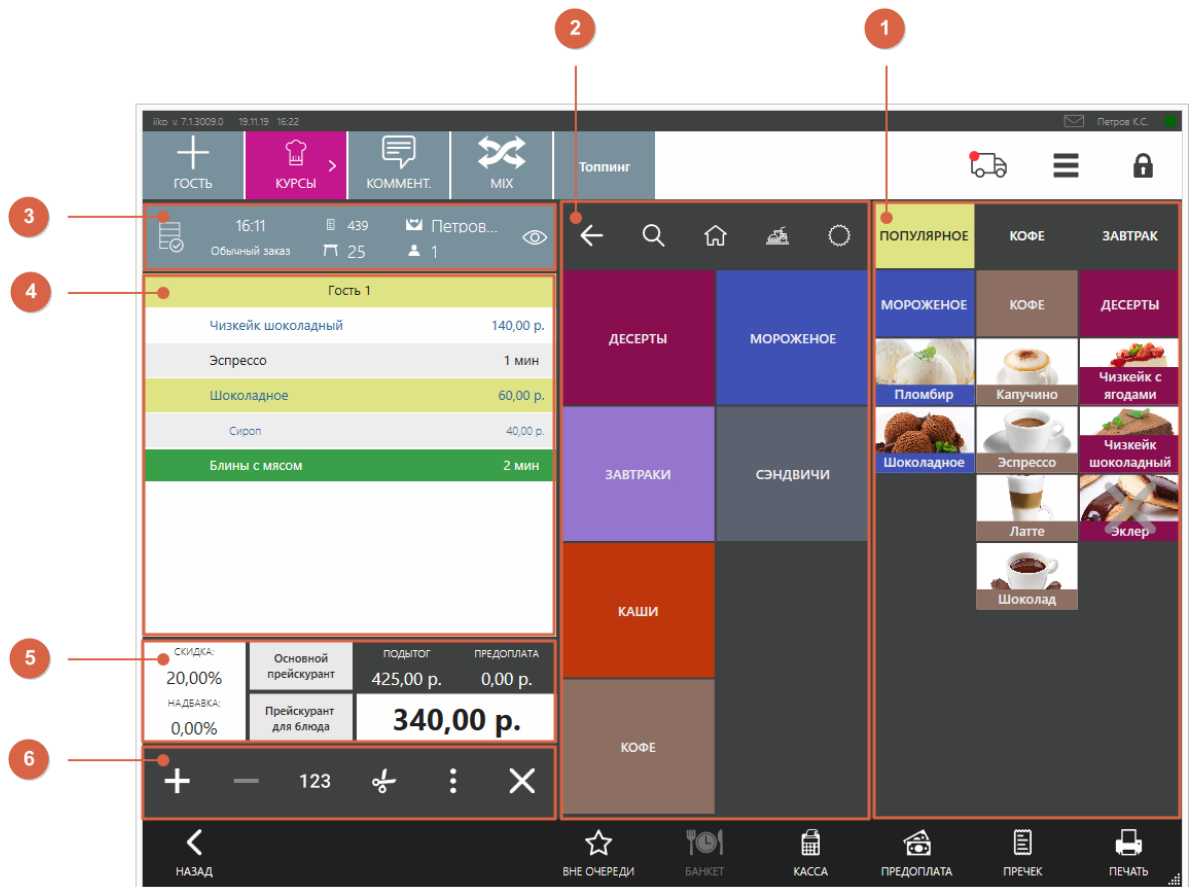 2
1
iiko v. 7.1.3009.0 19.11.19 16:22
Петров К.С.
ГОСТЬ
КУРСЫ
КОММЕНТ.
MIX
Топпинг
3
16:11
439
Петров...
Обычный заказ
25
1
4
Гость 1
Чизкейк шоколадный 140,00 р.
Эспрессо 1 мин
Шоколадное 60,00 р.
Сироп 40,00 р.
Блины с мясом 2 мин
5
СКИДКА:
20,00%
НАДБАВКА:
0,00%
Основной
прейскурант
Прейскурант
для блюда
ПОДЫТОГ
425,00 р.
ПРЕДОПЛАТА
0,00 р.
340,00 р.
6
123
ДЕСЕРТЫ
МОРОЖЕНОЕ
ЗАВТРАКИ
СЭНДВИЧИ
КАШИ
КОФЕ
ПОПУЛЯРНОЕ
КОФЕ
ЗАВТРАК
МОРОЖЕНОЕ
КОФЕ
ДЕСЕРТЫ
Пломбир
Капучино
Чизкейк с
ягодами
Шоколадное
Эспрессо
Чизкейк
шоколадный
Латте
Эклер
Шоколад
НАЗАД
ВНЕ ОЧЕРЕДИ
БАНКЕТ
КАССА
ПРЕДОПЛАТА
ПРЕЧЕК
ПЕЧАТЬ